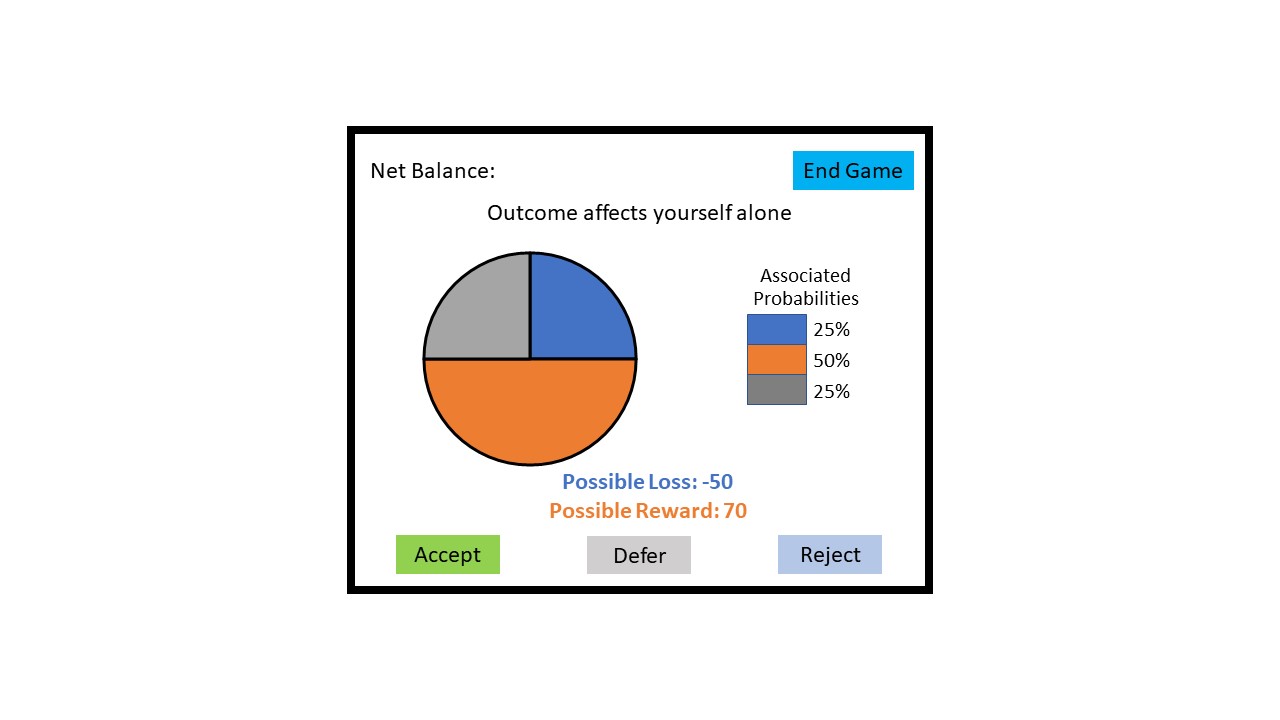 Net Balance:
End Game
Outcome affects yourself alone
Associated
Probabilities
25%
50%
25%
Possible Loss: -50
Possible Reward: 70
Accept
Defer
Reject